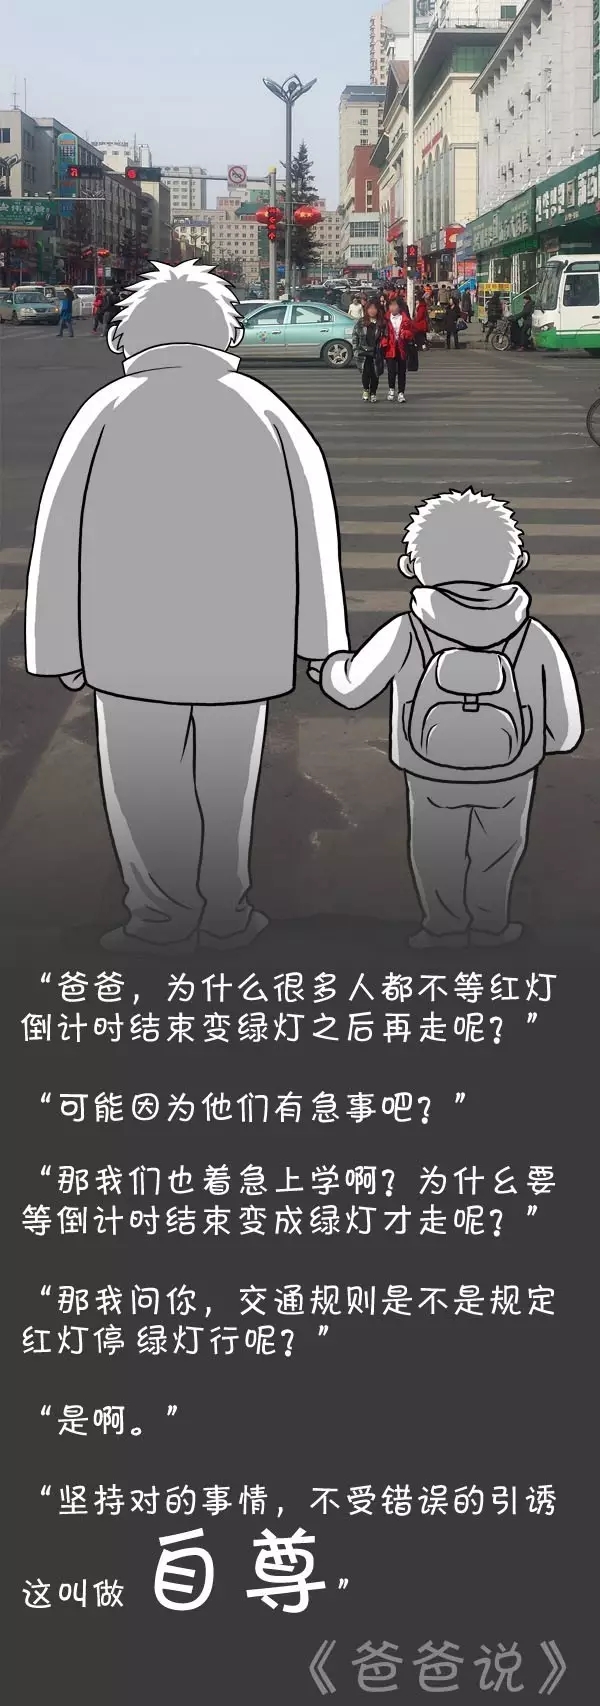 “爸爸，为什么很多人都不等红灯
倒计时结束变绿灯之后再走呢？”
“可能因为他们有急事吧？”
“那我们也着急上学啊？为什么要
等倒计时结束变成绿灯才走呢？”
“那我问你，交通规则是不是规定
红灯停 绿灯行呢？”
“是啊。”
“坚持对的事情，不受错误的引诱
这叫做 自尊”
《爸爸说》